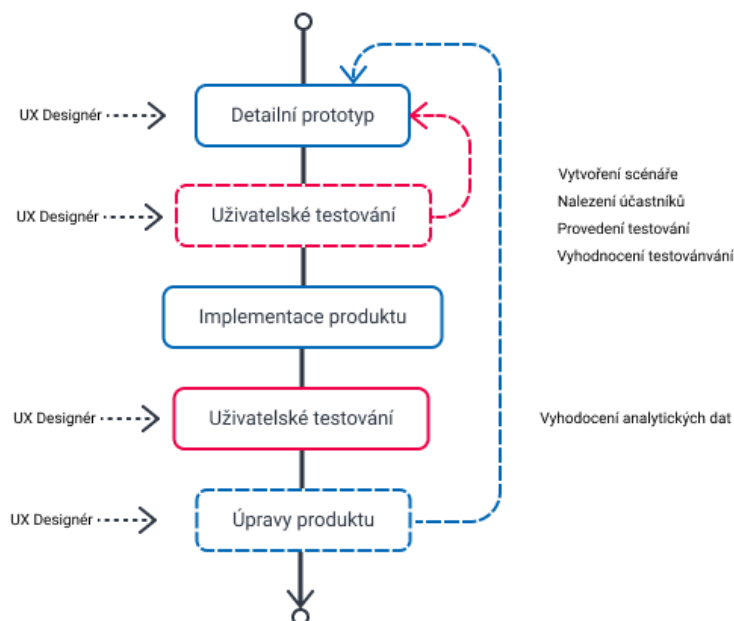 UX Designér
Detailní prototyp
Vytvoření scénáře
Nalezení účastníků
UX Designér
Uživatelské testování
Provedení testování
Vyhodnocení testovánvání
Implementace produktu
UX Designér
Uživatelské testování
Vyhodocení analytických dat
UX Designér
Úpravy produktu